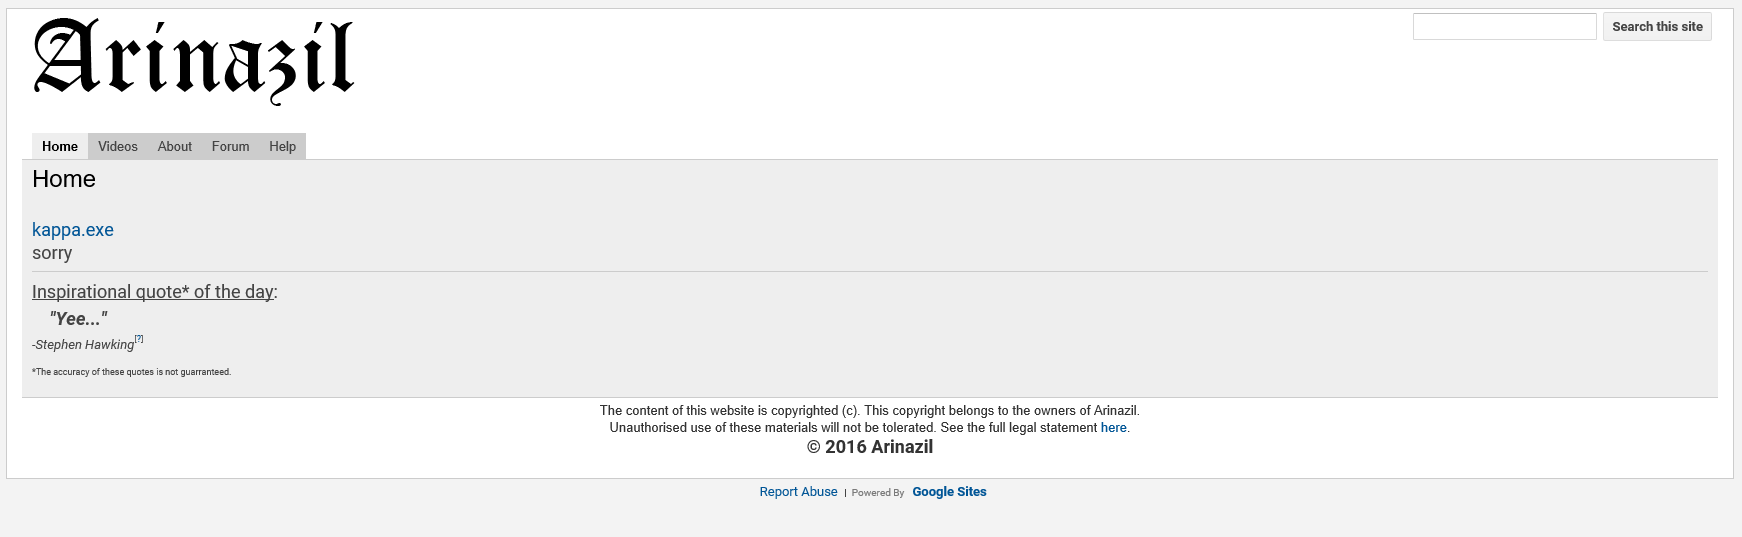 Arinazil
Search this site
Home Videos About Forum Help
Home
kappa.exe
sorry
Inspirational quote* of the day:
"Yee..."
-Stephen Hawking[?]
*The accuracy of these quotes is not guarranteed.
The content of this website is copyrighted (c). This copyright belongs to the owners of Arinazil.
Unauthorised use of these materials will not be tolerated. See the full legal statement here.
© 2016 Arinazil
Report Abuse | Powered By Google Sites